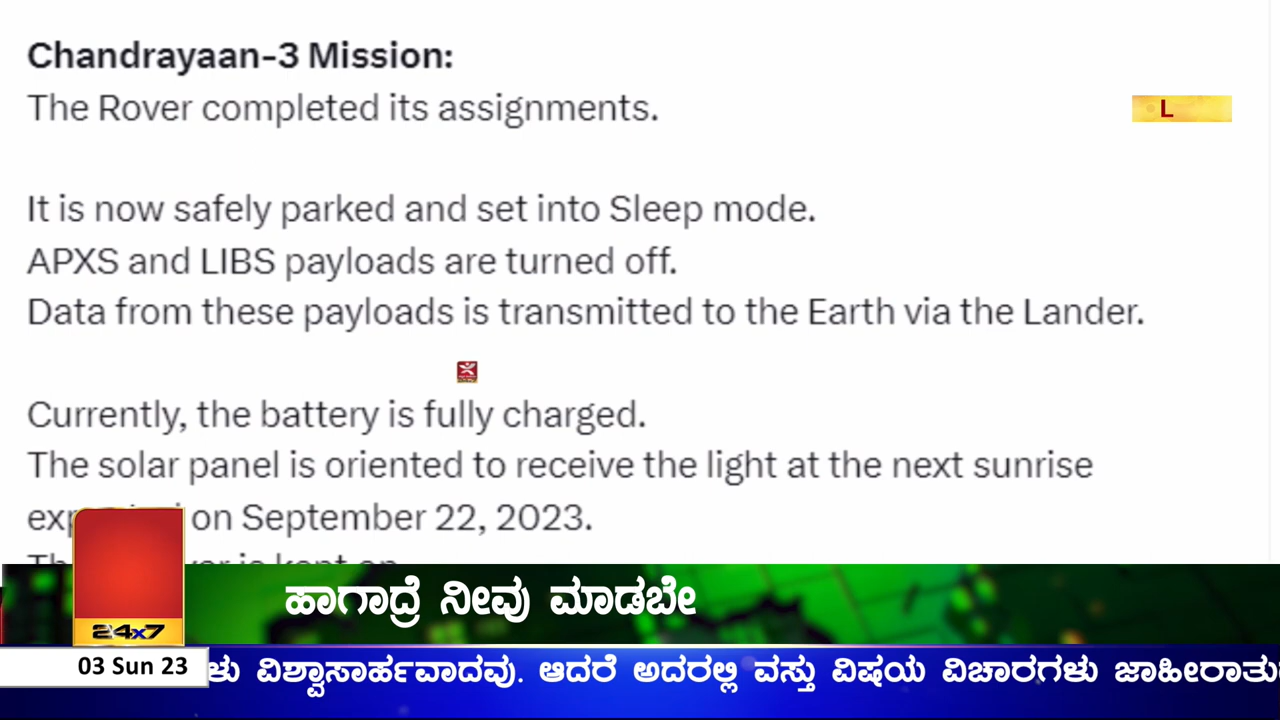 Chandrayaan-3 Mission:
The Rover completed its assignments.
L
It is now safely parked and set into Sleep mode.
APXS and LIBS payloads are turned off.
Data from these payloads is transmitted to the Earth via the Lander.
Currently, the battery is fully charged.
The solar panel is oriented to receive the light at the next sunrise
on September 22, 2023.
is kept on
ಹಾಗಾದ್ರೆ ನೀವು ಮಾಡಬೇ
24x7
03 Sun 23
ಳು ವಿಶ್ವಾಸಾರ್ಹವಾದವು. ಆದರೆ ಅದರಲ್ಲಿ ವಸ್ತು ವಿಷಯ ವಿಚಾರಗಳು ಜಾಹೀರಾತು